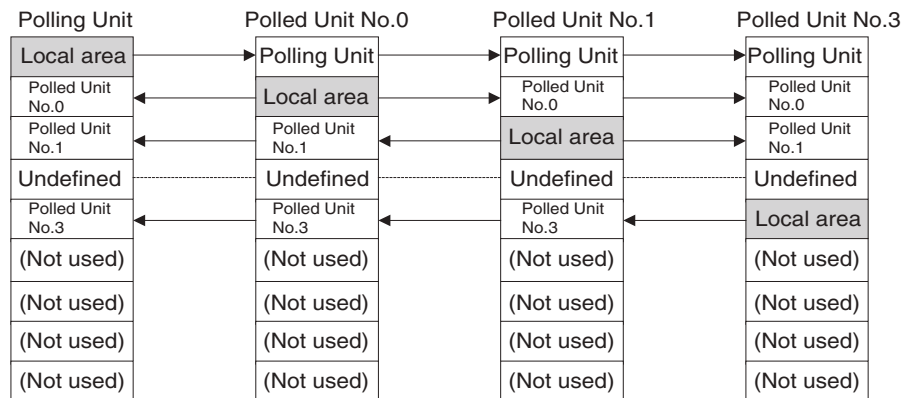 Polling Unit Polled Unit No.0 Polled Unit No.1 Polled Unit No.3
Local area Polling Unit Polling Unit Polling Unit
Polled Unit No.0 Local area Polled Unit No.0 Polled Unit No.0
Polled Unit No.1 Polled Unit No.1 Local area Polled Unit No.1
Undefined Undefined Undefined Undefined
Polled Unit No.3 Polled Unit No.3 Polled Unit No.3 Local area
(Not used) (Not used) (Not used) (Not used)
(Not used) (Not used) (Not used) (Not used)
(Not used) (Not used) (Not used) (Not used)
(Not used) (Not used) (Not used) (Not used)